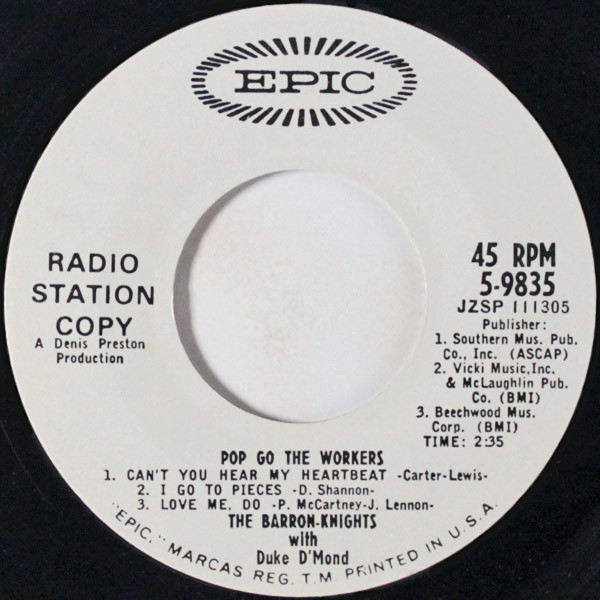 EPIC
RADIO
STATION
COPY
A Denis Preston
Production
45 RPM
5-9835
JZSP 111305
Publisher:
1. Southern Mus. Pub.
Co., Inc. (ASCAP)
2. Vicki Music,Inc.
& McLaughlin Pub.
Co. (BMI)
3. Beechwood Mus.
Corp. (BMI)
TIME: 2:35
POP GO THE WORKERS
1. CAN'T YOU HEAR MY HEARTBEAT -Carter-Lewis-
2. I GO TO PIECES -D. Shannon-
3. LOVE ME, DO -P. McCartney-J. Lennon-
THE BARRON-KNIGHTS
with
Duke D'Mond
"EPIC," MARCAS REG. T.M. PRINTED IN U.S.A.